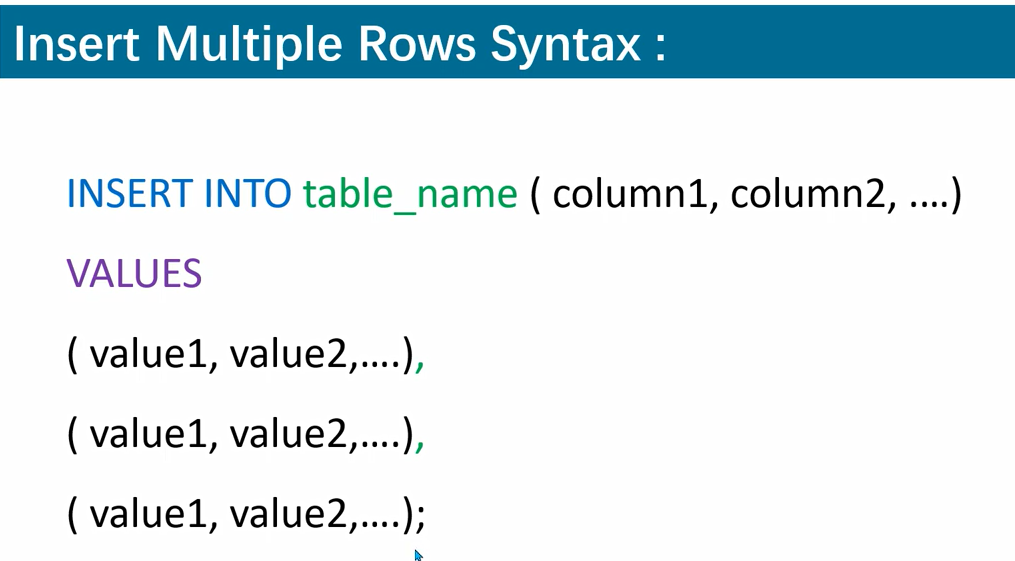 Insert Multiple Rows Syntax :
INSERT INTO table_name ( column1, column2, ....)
VALUES
( value1, value2,....),
( value1, value2,....),
( value1, value2,....);